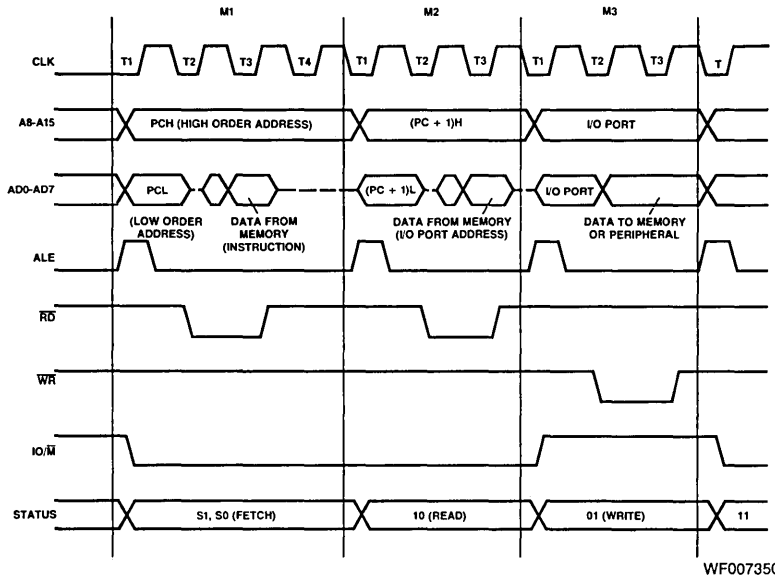 M1 M2 M3
CLK T1 T2 T3 T4 T1 T2 T3 T1 T2 T3 T
A8-A15 PCH (HIGH ORDER ADDRESS) (PC + 1)H I/O PORT
AD0-AD7 PCL (PC + 1)L I/O PORT
(LOW ORDER ADDRESS)
DATA FROM MEMORY (INSTRUCTION)
DATA FROM MEMORY (I/O PORT ADDRESS)
DATA TO MEMORY OR PERIPHERAL
ALE
RD
WR
IO/M
STATUS S1, S0 (FETCH) 10 (READ) 01 (WRITE) 11
WF007350